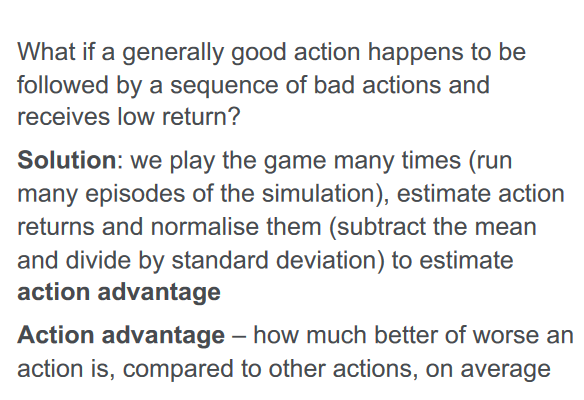 What if a generally good action happens to be
followed by a sequence of bad actions and
receives low return?
Solution: we play the game many times (run
many episodes of the simulation), estimate action
returns and normalise them (subtract the mean
and divide by standard deviation) to estimate
action advantage
Action advantage – how much better of worse an
action is, compared to other actions, on average